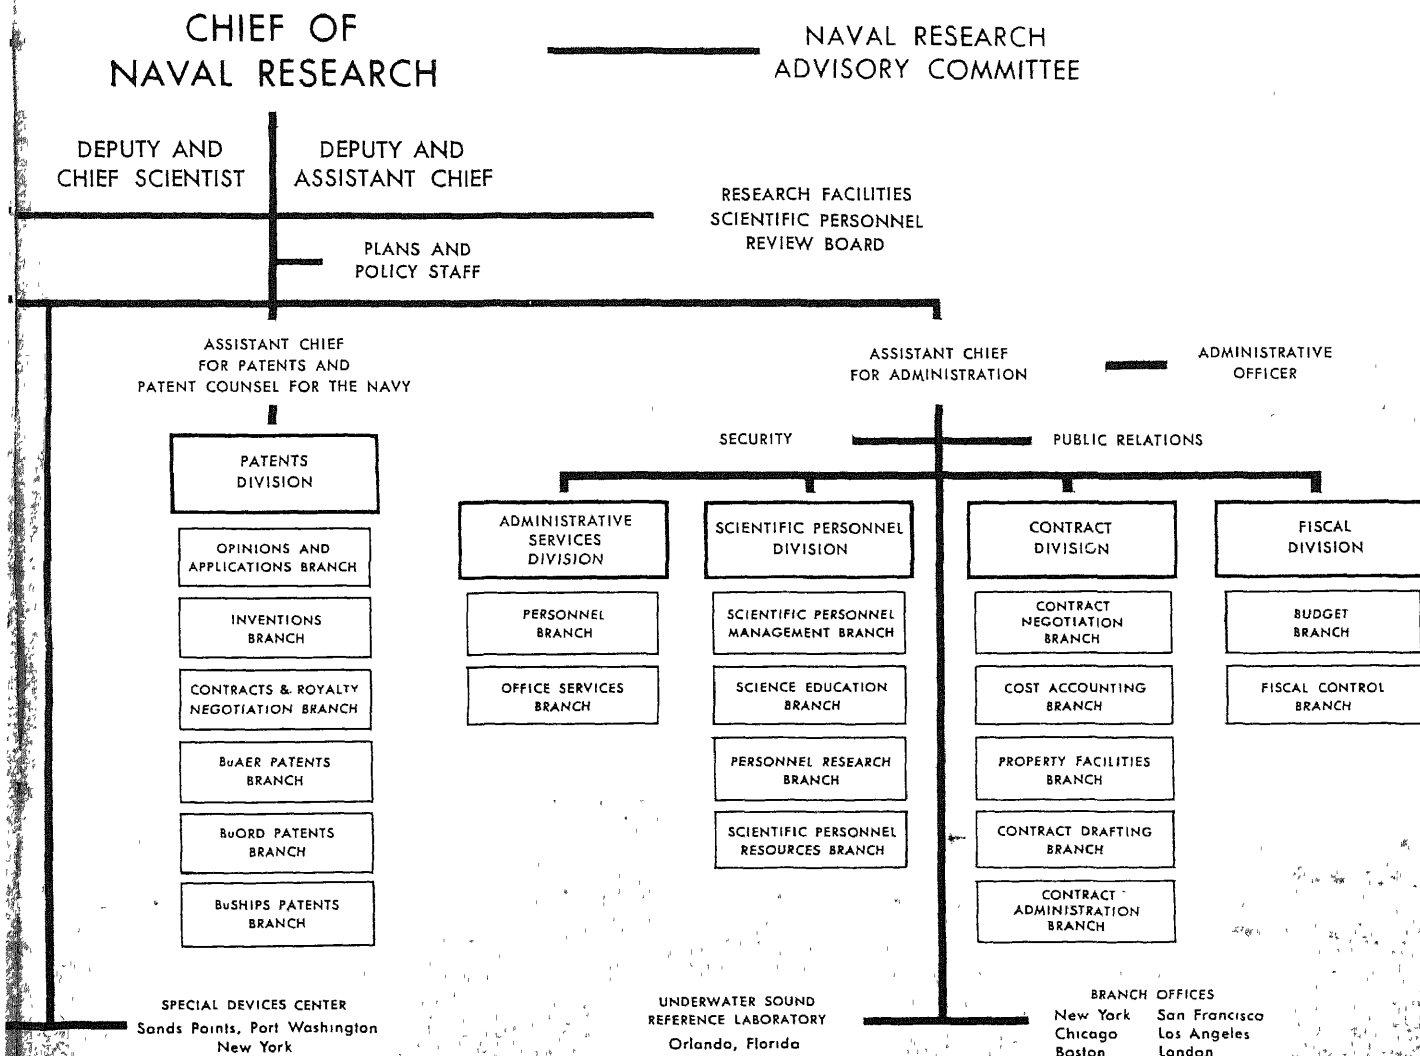 CHIEF OF
NAVAL RESEARCH
NAVAL RESEARCH
ADVISORY COMMITTEE
DEPUTY AND
CHIEF SCIENTIST
DEPUTY AND
ASSISTANT CHIEF
RESEARCH FACILITIES
SCIENTIFIC PERSONNEL
REVIEW BOARD
PLANS AND
POLICY STAFF
ASSISTANT CHIEF
FOR PATENTS AND
PATENT COUNSEL FOR THE NAVY
ASSISTANT CHIEF
FOR ADMINISTRATION
ADMINISTRATIVE
OFFICER
SECURITY
PUBLIC RELATIONS
PATENTS
DIVISION
OPINIONS AND
APPLICATIONS BRANCH
INVENTIONS
BRANCH
CONTRACTS & ROYALTY
NEGOTIATION BRANCH
BuAER PATENTS
BRANCH
BuORD PATENTS
BRANCH
BuSHIPS PATENTS
BRANCH
ADMINISTRATIVE
SERVICES
DIVISION
PERSONNEL
BRANCH
OFFICE SERVICES
BRANCH
SCIENTIFIC PERSONNEL
DIVISION
SCIENTIFIC PERSONNEL
MANAGEMENT BRANCH
SCIENCE EDUCATION
BRANCH
PERSONNEL RESEARCH
BRANCH
SCIENTIFIC PERSONNEL
RESOURCES BRANCH
CONTRACT
DIVISION
CONTRACT
NEGOTIATION
BRANCH
COST ACCOUNTING
BRANCH
PROPERTY FACILITIES
BRANCH
CONTRACT DRAFTING
BRANCH
CONTRACT
ADMINISTRATION
BRANCH
FISCAL
DIVISION
BUDGET
BRANCH
FISCAL CONTROL
BRANCH
SPECIAL DEVICES CENTER
Sands Points, Port Washington
New York
UNDERWATER SOUND
REFERENCE LABORATORY
Orlando, Florida
BRANCH OFFICES
New York San Francisco
Chicago Los Angeles
Boston London